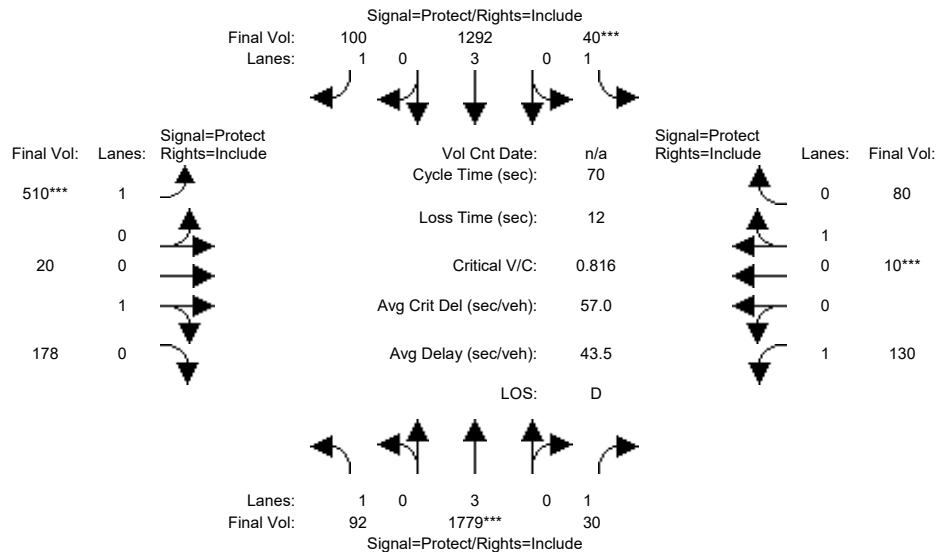 Signal=Protect/Rights=Include
Final Vol: 100 1292 40***
Lanes: 1 0 3 0 1
Signal=Protect
Final Vol: Lanes: Rights=Include
Vol Cnt Date: n/a
Signal=Protect
Rights=Include Lanes: Final Vol:
Cycle Time (sec): 70
510*** 1
0 80
Loss Time (sec): 12
0
1
20 0
Critical V/C: 0.816
0 10***
1
Avg Crit Del (sec/veh): 57.0
0
178 0
Avg Delay (sec/veh): 43.5
1 130
LOS: D
Lanes: 1 0 3 0 1
Final Vol: 92 1779*** 30
Signal=Protect/Rights=Include